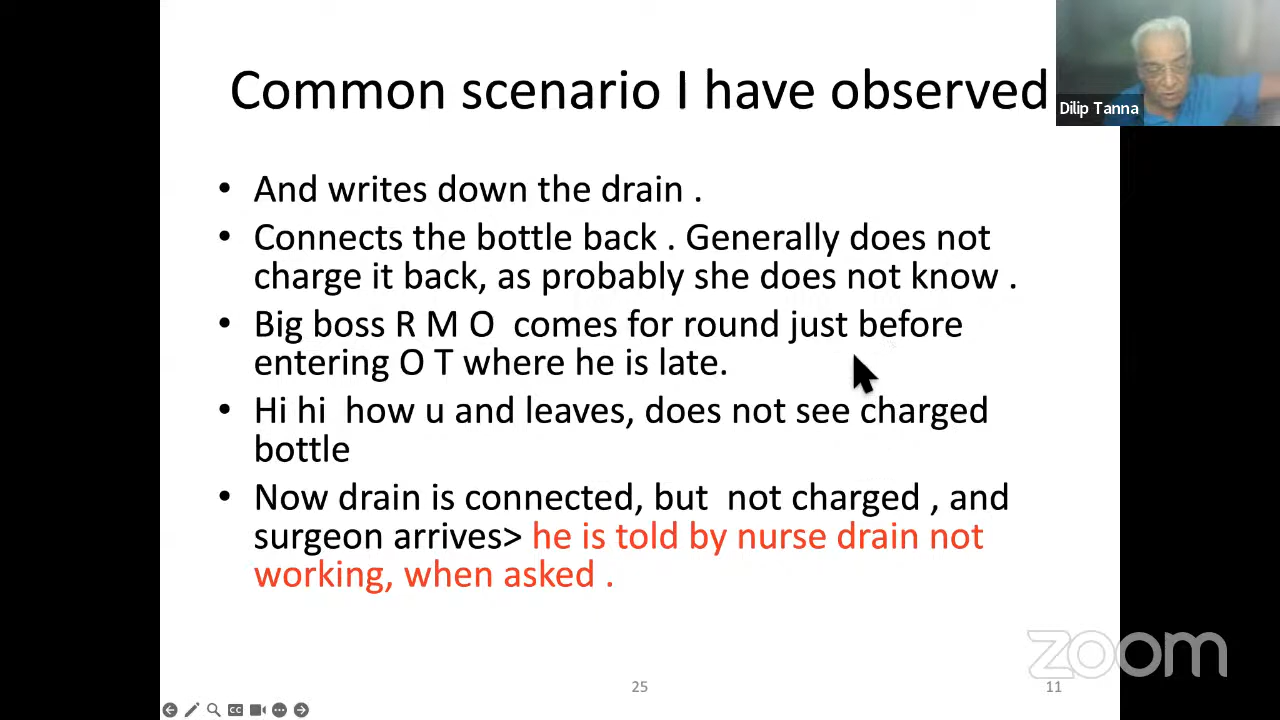 Common scenario I have observed
Dilip Tanna
• And writes down the drain .
• Connects the bottle back . Generally does not
charge it back, as probably she does not know .
• Big boss R M O  comes for round just before
entering O T where he is late.
• Hi hi  how u and leaves, does not see charged
bottle
• Now drain is connected, but  not charged , and
surgeon arrives> he is told by nurse drain not
working, when asked .
zoom
25
11
CC